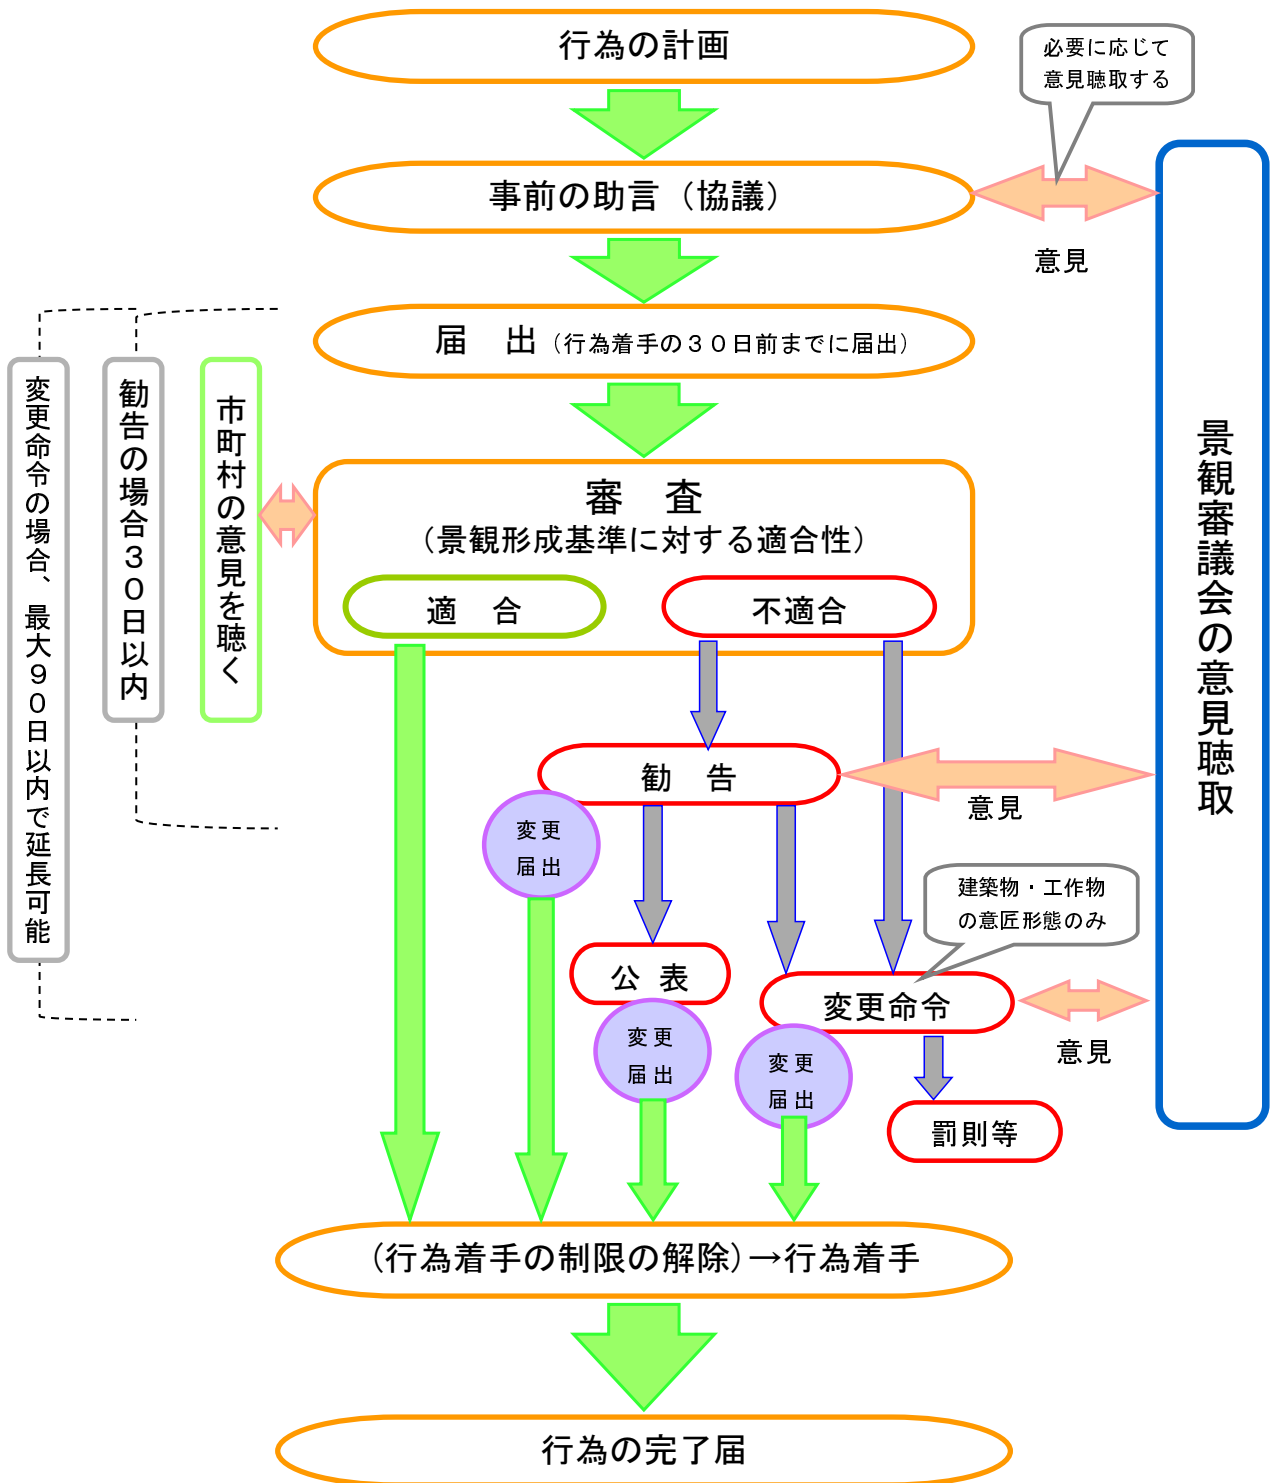 行為の計画
必要に応じて
意見聴取する
事前の助言（協議）
意見
届　出（行為着手の３０日前までに届出）
変更命令の場合、最大９０日以内で延長可能
勧告の場合３０日以内
市町村の意見を聴く
審　査
（景観形成基準に対する適合性）
適　合
不適合
景観審議会の意見聴取
勧　告
意見
変更
届出
建築物・工作物
の意匠形態のみ
公 表
変更命令
変更
届出
変更
届出
意見
罰則等
（行為着手の制限の解除）→行為着手
行為の完了届